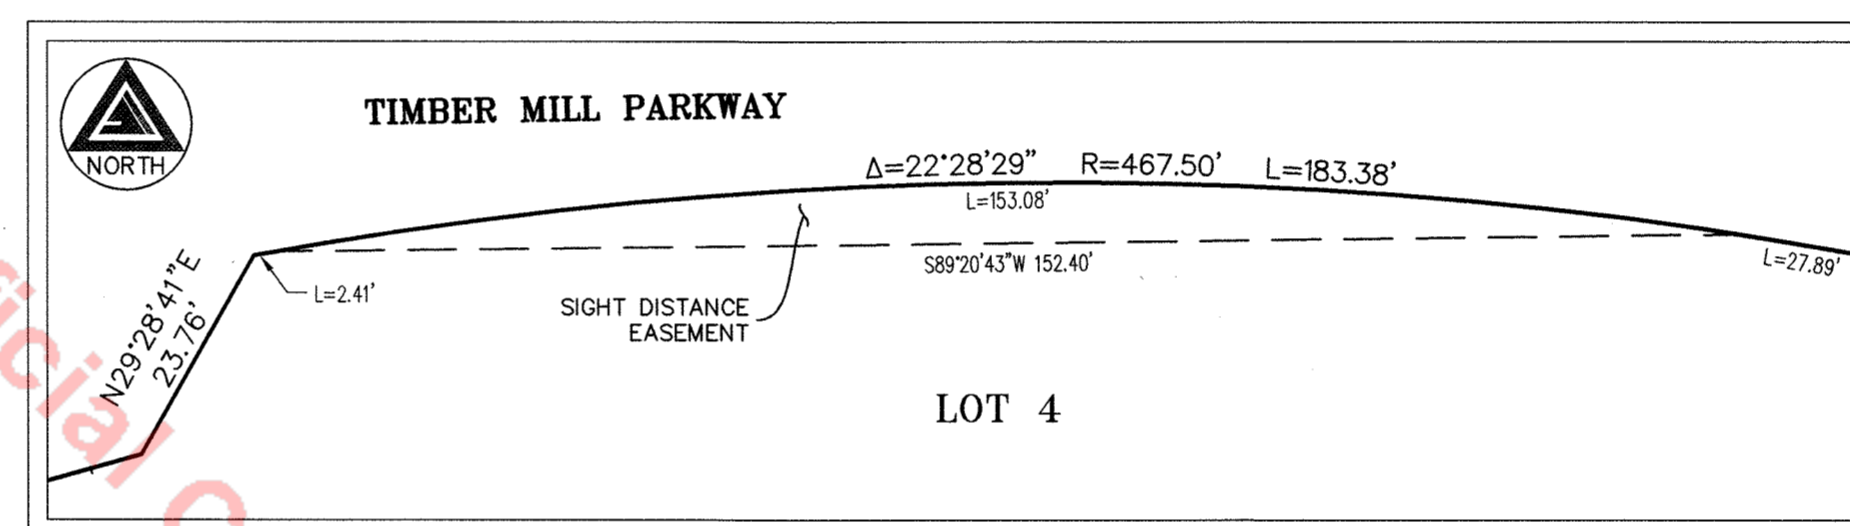 NORTH
TIMBER MILL PARKWAY
Δ=22°28'29” R=467.50' L=183.38'
L=153.08'
S89°20'43”W 152.40'
L=27.89'
L=2.41'
N29°28'41”E
23.76'
SIGHT DISTANCE
EASEMENT
LOT 4
ficial C